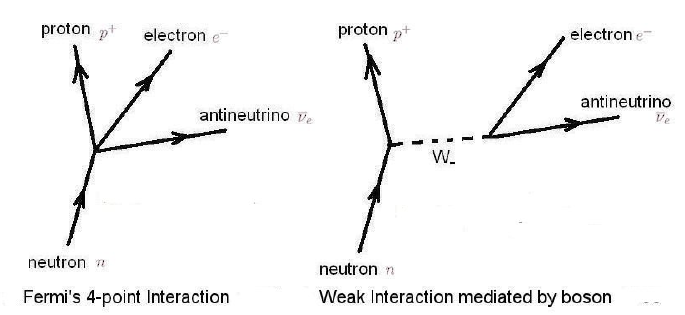 proton p⁺
electron e⁻
antineutrino ν̅ₑ
neutron n
Fermi's 4-point Interaction
proton p⁺
electron e⁻
antineutrino
ν̅ₑ
W₋
neutron n
Weak Interaction mediated by boson